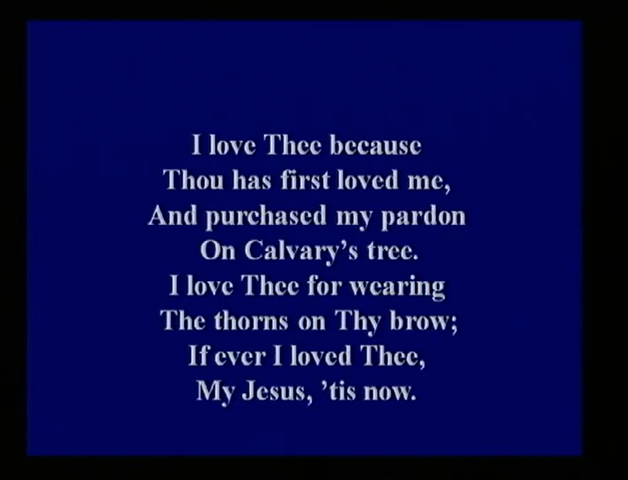 I love Thee because
Thou has first loved me,
And purchased my pardon
On Calvary’s tree.
I love Thee for wearing
The thorns on Thy brow;
If ever I loved Thee,
My Jesus, ’tis now.